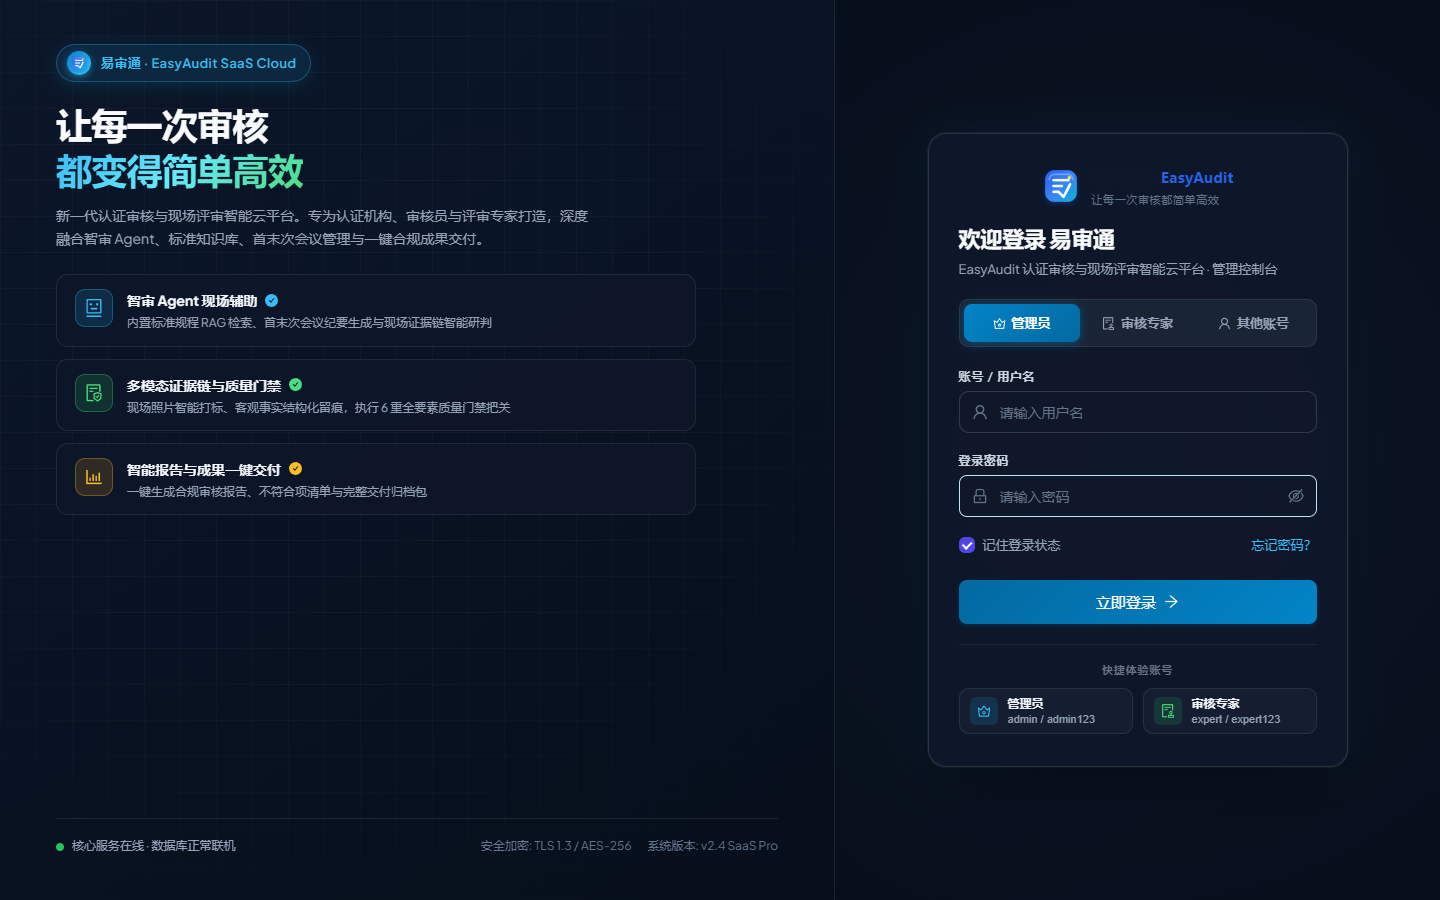 易审通 · EasyAudit SaaS Cloud
让每一次审核
都变得简单高效
新一代认证审核与现场评审智能云平台。专为认证机构、审核员与评审专家打造，深度
融合智审 Agent、标准知识库、首末次会议管理与一键合规成果交付。
智审 Agent 现场辅助
内置标准规程 RAG 检索、首末次会议纪要生成与现场证据链智能研判
多模态证据链与质量门禁
现场照片智能打标、客观事实结构化留痕，执行 6 重全要素质量门禁把关
智能报告与成果一键交付
一键生成合规审核报告、不符合项清单与完整交付归档包
核心服务在线 · 数据库正常联机
安全加密: TLS 1.3 / AES-256
系统版本: v2.4 SaaS Pro
EasyAudit
让每一次审核都简单高效
欢迎登录 易审通
EasyAudit 认证审核与现场评审智能云平台 · 管理控制台
管理员
审核专家
其他账号
账号 / 用户名
请输入用户名
登录密码
请输入密码
记住登录状态
忘记密码?
立即登录
快捷体验账号
管理员
admin / admin123
审核专家
expert / expert123